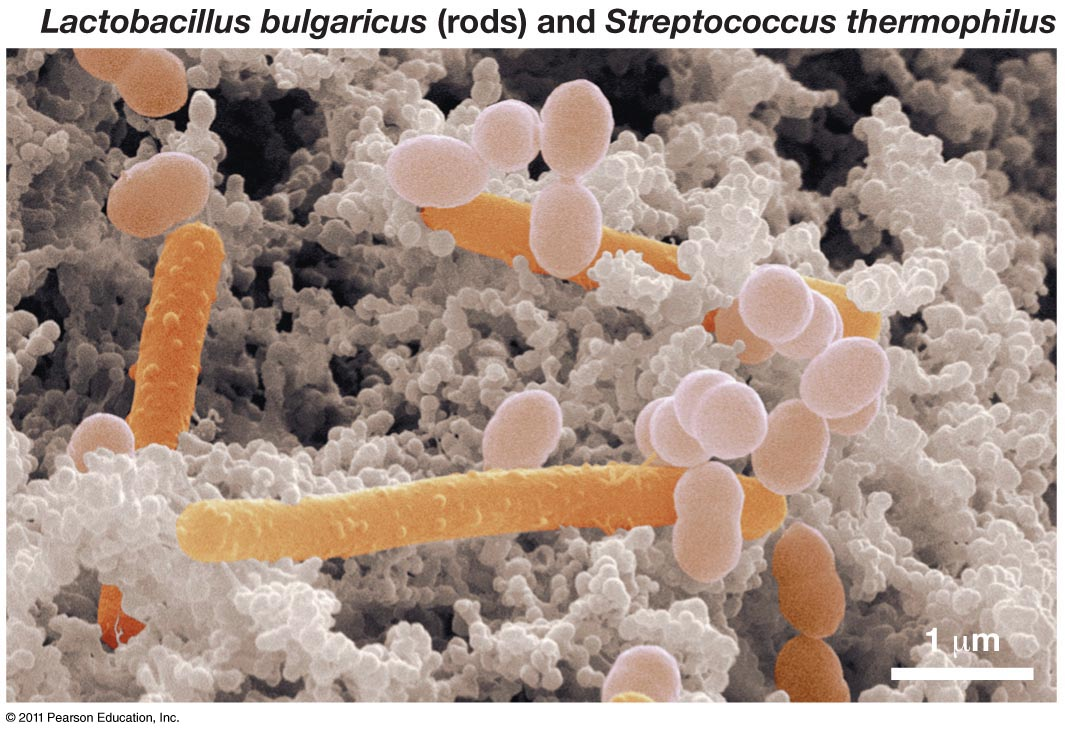 Lactobacillus bulgaricus (rods) and Streptococcus thermophilus
1 μm
© 2011 Pearson Education, Inc.